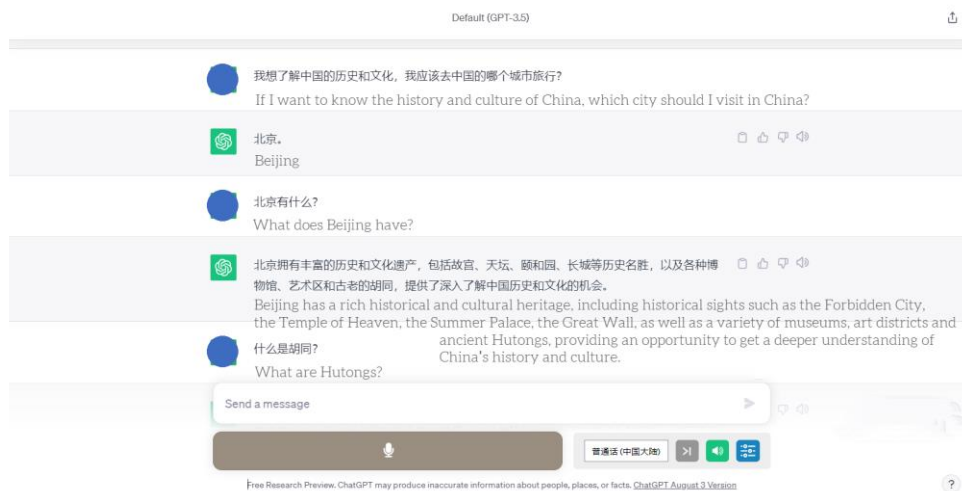 Default (GPT-3.5)
我想了解中国的历史和文化，我应该去中国的哪个城市旅行?
If I want to know the history and culture of China, which city should I visit in China?
北京。
Beijing
北京有什么?
What does Beijing have?
北京拥有丰富的历史和文化遗产，包括故宫、天坛、颐和园、长城等历史名胜，以及各种博
物馆、艺术区和古老的胡同，提供了深入了解中国历史和文化的机会。
Beijing has a rich historical and cultural heritage, including historical sights such as the Forbidden City,
the Temple of Heaven, the Summer Palace, the Great Wall, as well as a variety of museums, art districts and
ancient Hutongs, providing an opportunity to get a deeper understanding of
China's history and culture.
什么是胡同?
What are Hutongs?
Send a message
普通话 (中国大陆)
Free Research Preview. ChatGPT may produce inaccurate information about people, places, or facts. ChatGPT August 3 Version
?